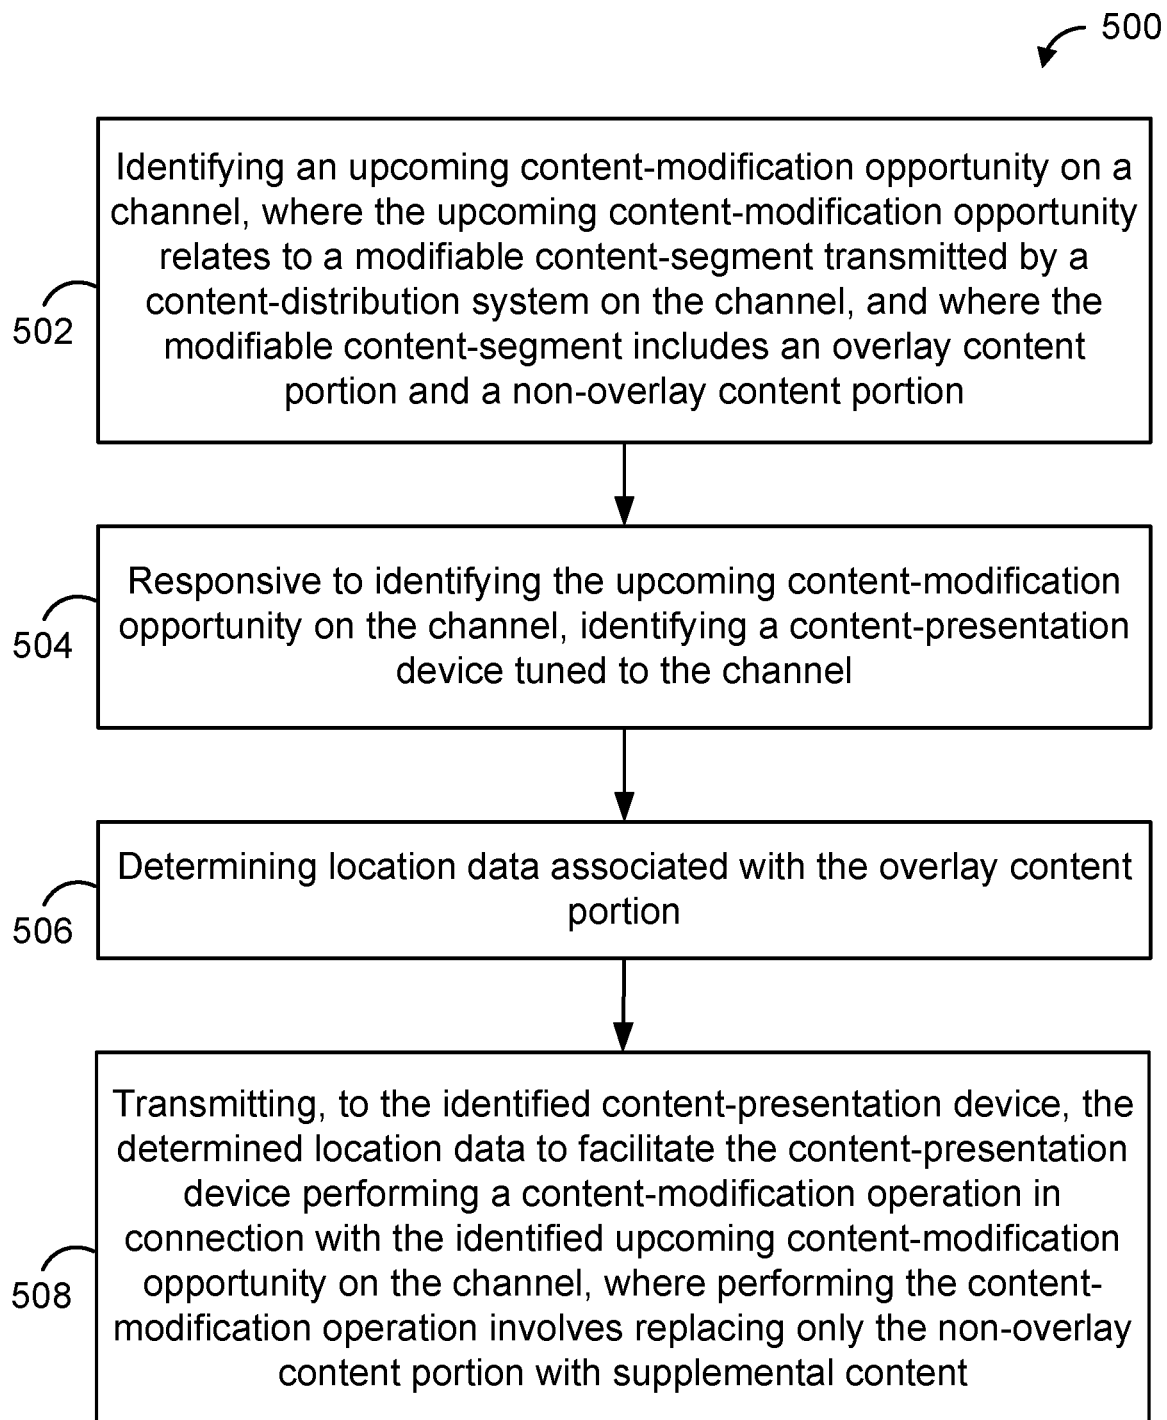 500
Identifying an upcoming content-modification opportunity on a
channel, where the upcoming content-modification opportunity
relates to a modifiable content-segment transmitted by a
content-distribution system on the channel, and where the
modifiable content-segment includes an overlay content
portion and a non-overlay content portion
502
Responsive to identifying the upcoming content-modification
opportunity on the channel, identifying a content-presentation
device tuned to the channel
504
Determining location data associated with the overlay content
portion
506
Transmitting, to the identified content-presentation device, the
determined location data to facilitate the content-presentation
device performing a content-modification operation in
connection with the identified upcoming content-modification
opportunity on the channel, where performing the content-
modification operation involves replacing only the non-overlay
content portion with supplemental content
508